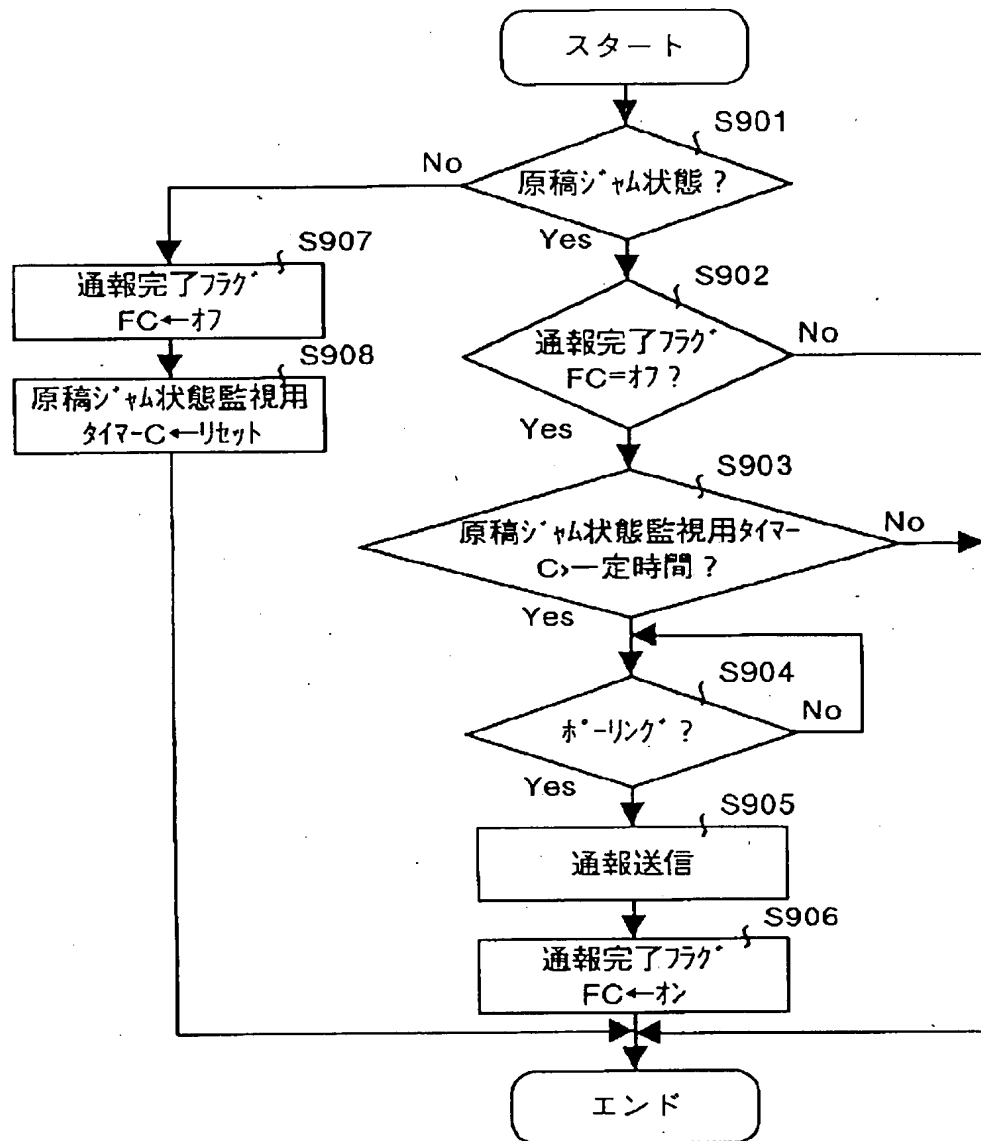 スタート
S901
原稿ジャム状態?
No
Yes
S907
通報完了フラグ
FC←オフ
S908
原稿ジャム状態監視用
タイマーC←リセット
S902
通報完了フラグ
FC=オフ?
No
Yes
S903
原稿ジャム状態監視用タイマー
C>一定時間?
No
Yes
S904
ポーリング?
No
Yes
S905
通報送信
S906
通報完了フラグ
FC←オン
エンド